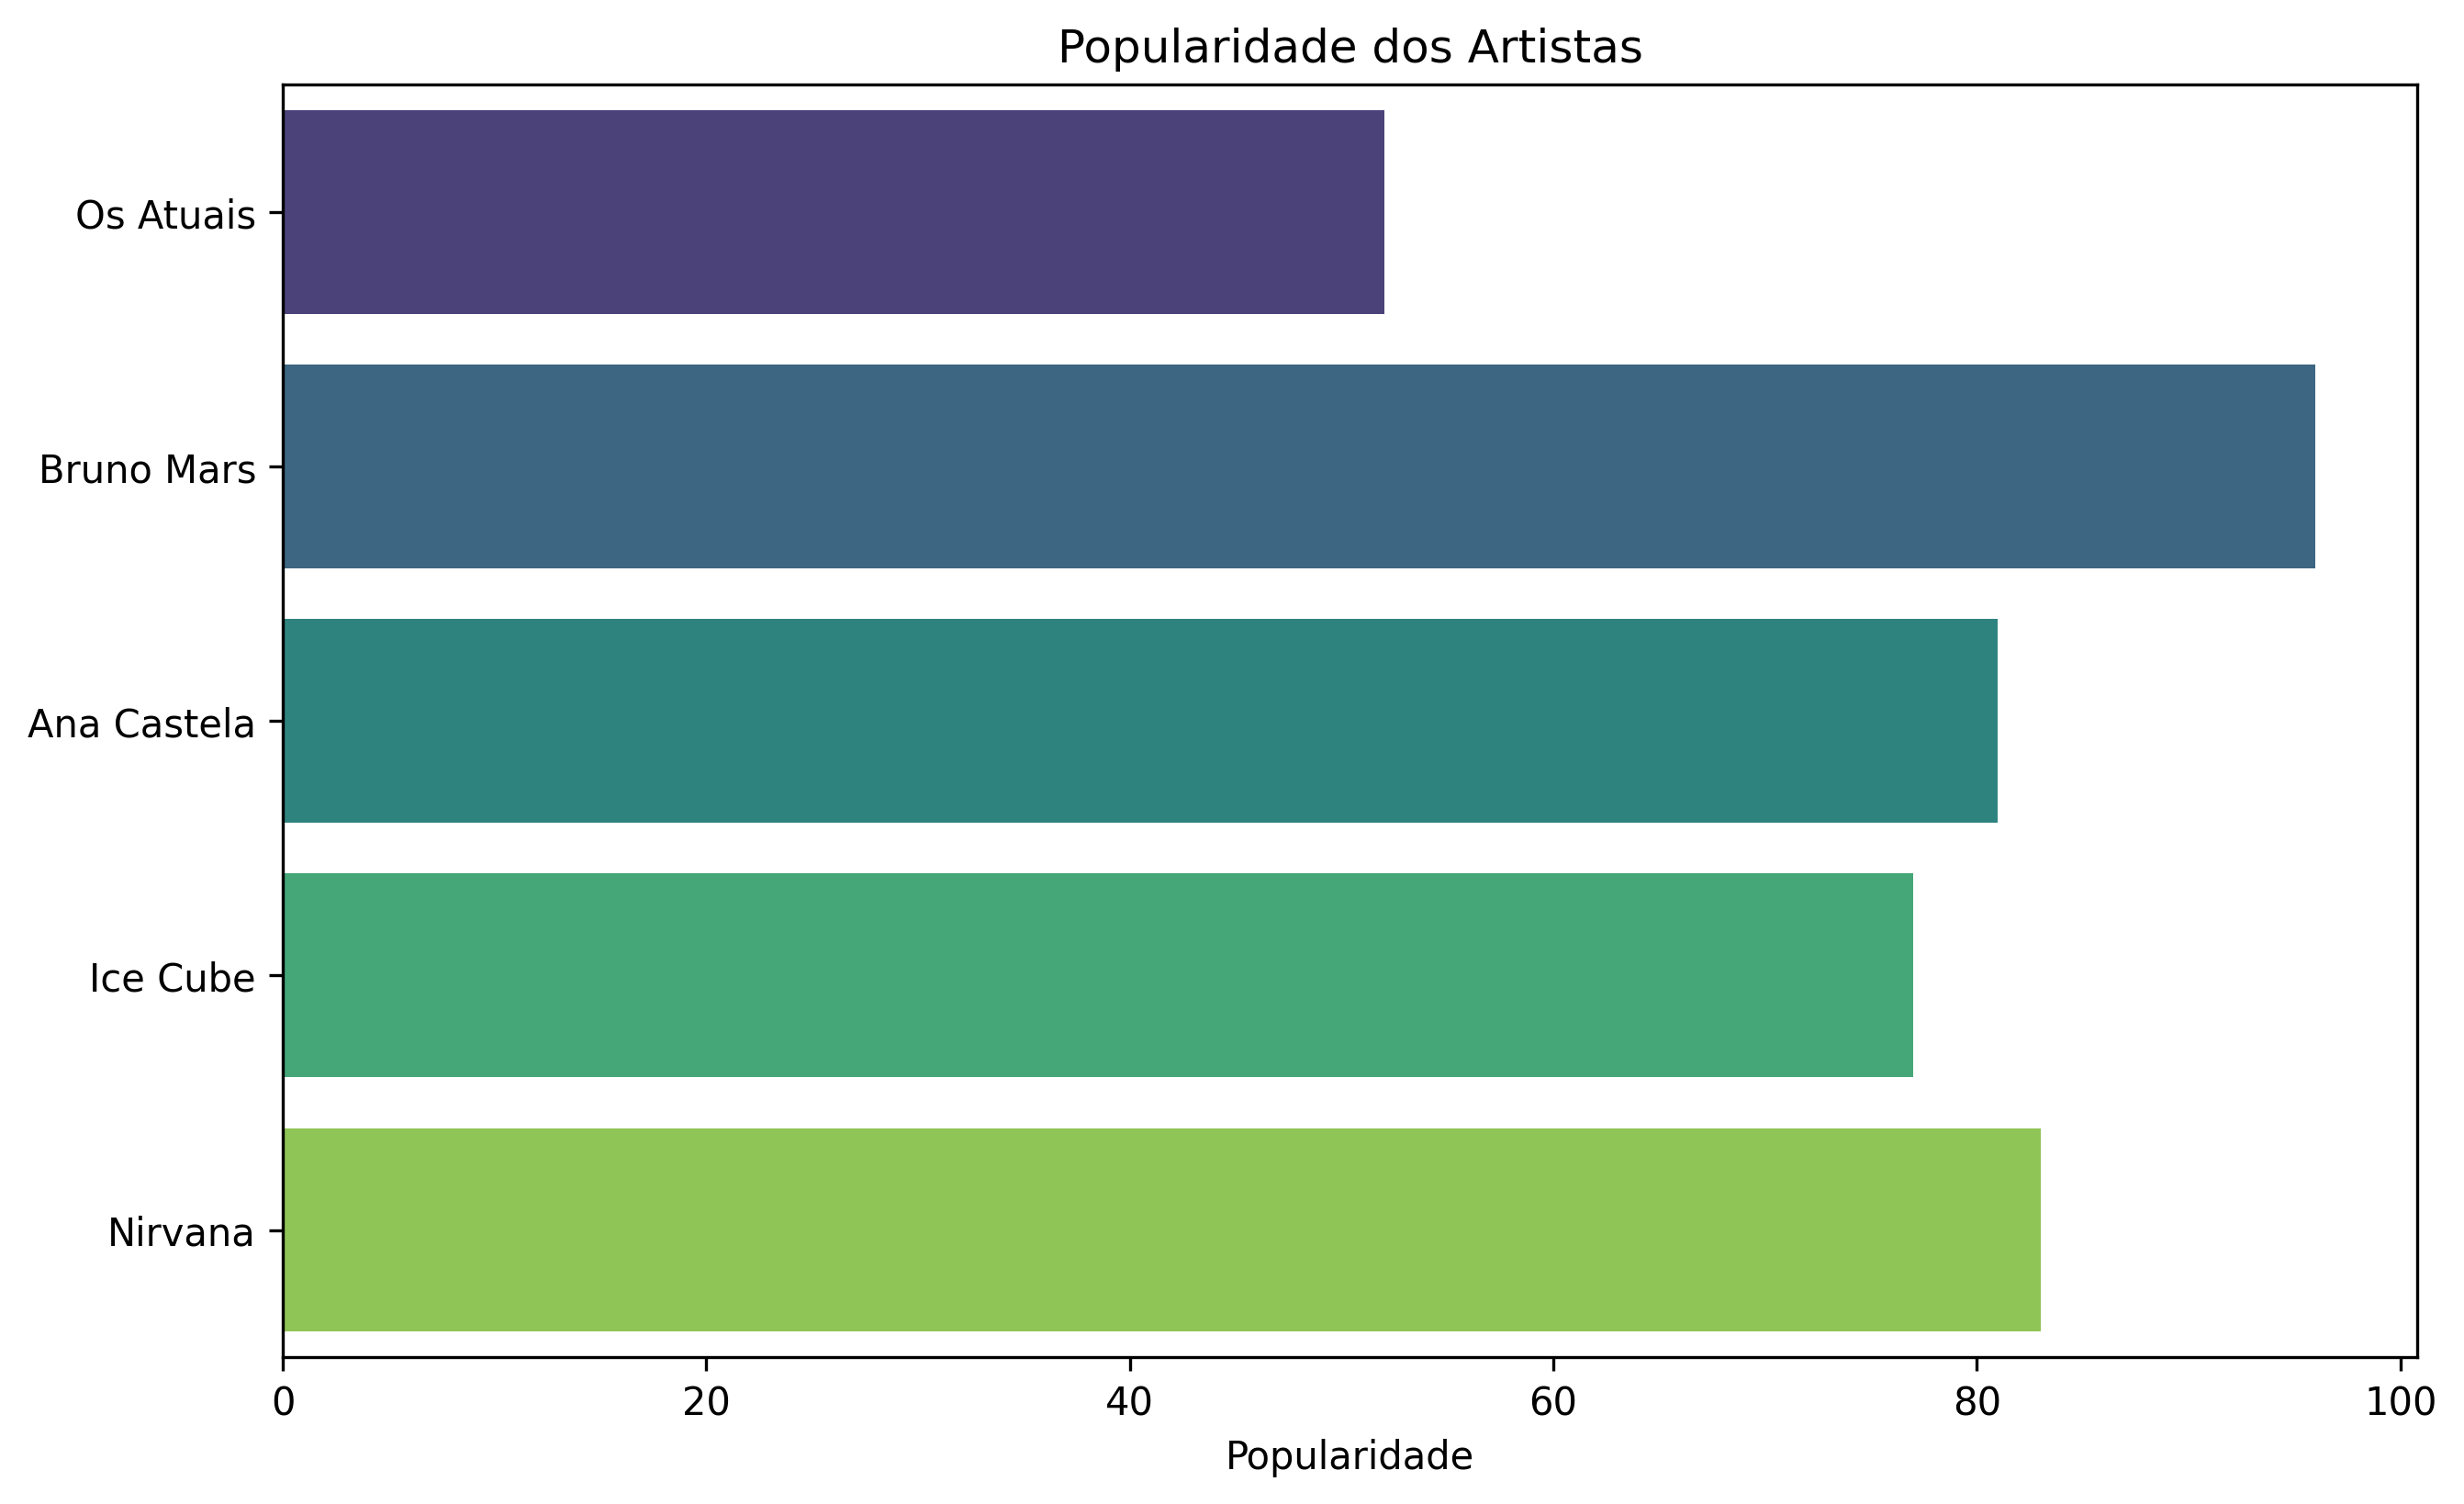 Popularidade dos Artistas
Os Atuais
Bruno Mars
Ana Castela
Ice Cube
Nirvana
0 20 40 60 80 100
Popularidade